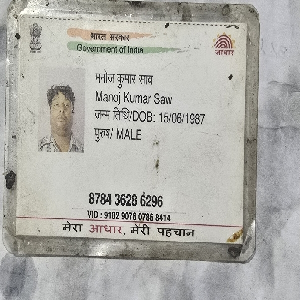 भारत सरकार
Government of India
आधार
मनोज कुमार साव
Manoj Kumar Saw
जन्म तिथि/DOB: 15/06/1987
पुरुष/ MALE
8784 3628 6296
VID : 9102 9076 0786 8414
मेरा आधार, मेरी पहचान